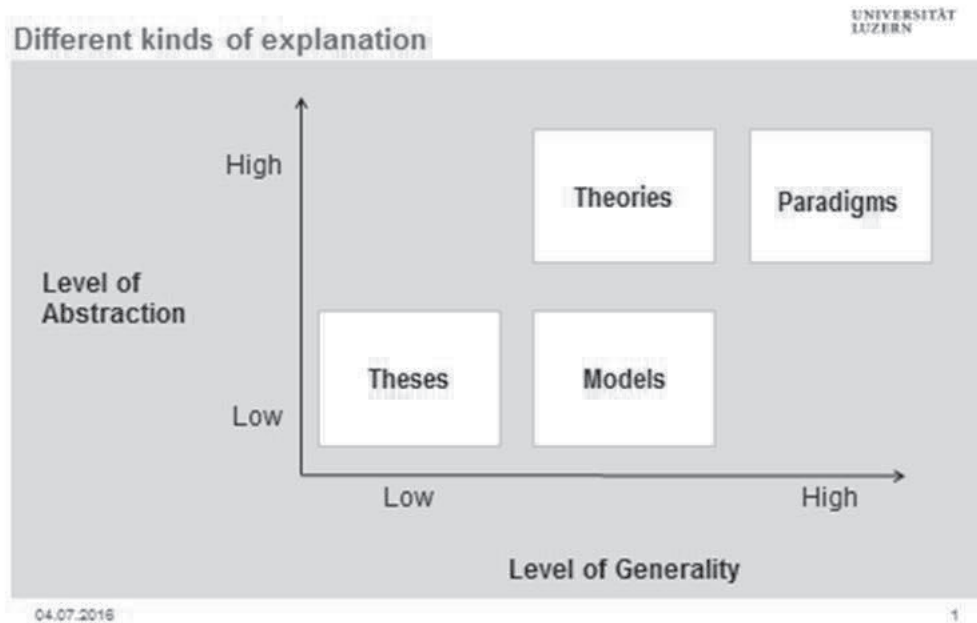 UNIVERSITÄT
LUZERN
Different kinds of explanation
High
Theories
Paradigms
Level of
Abstraction
Theses
Models
Low
Low
High
Level of Generality
04.07.2016
1